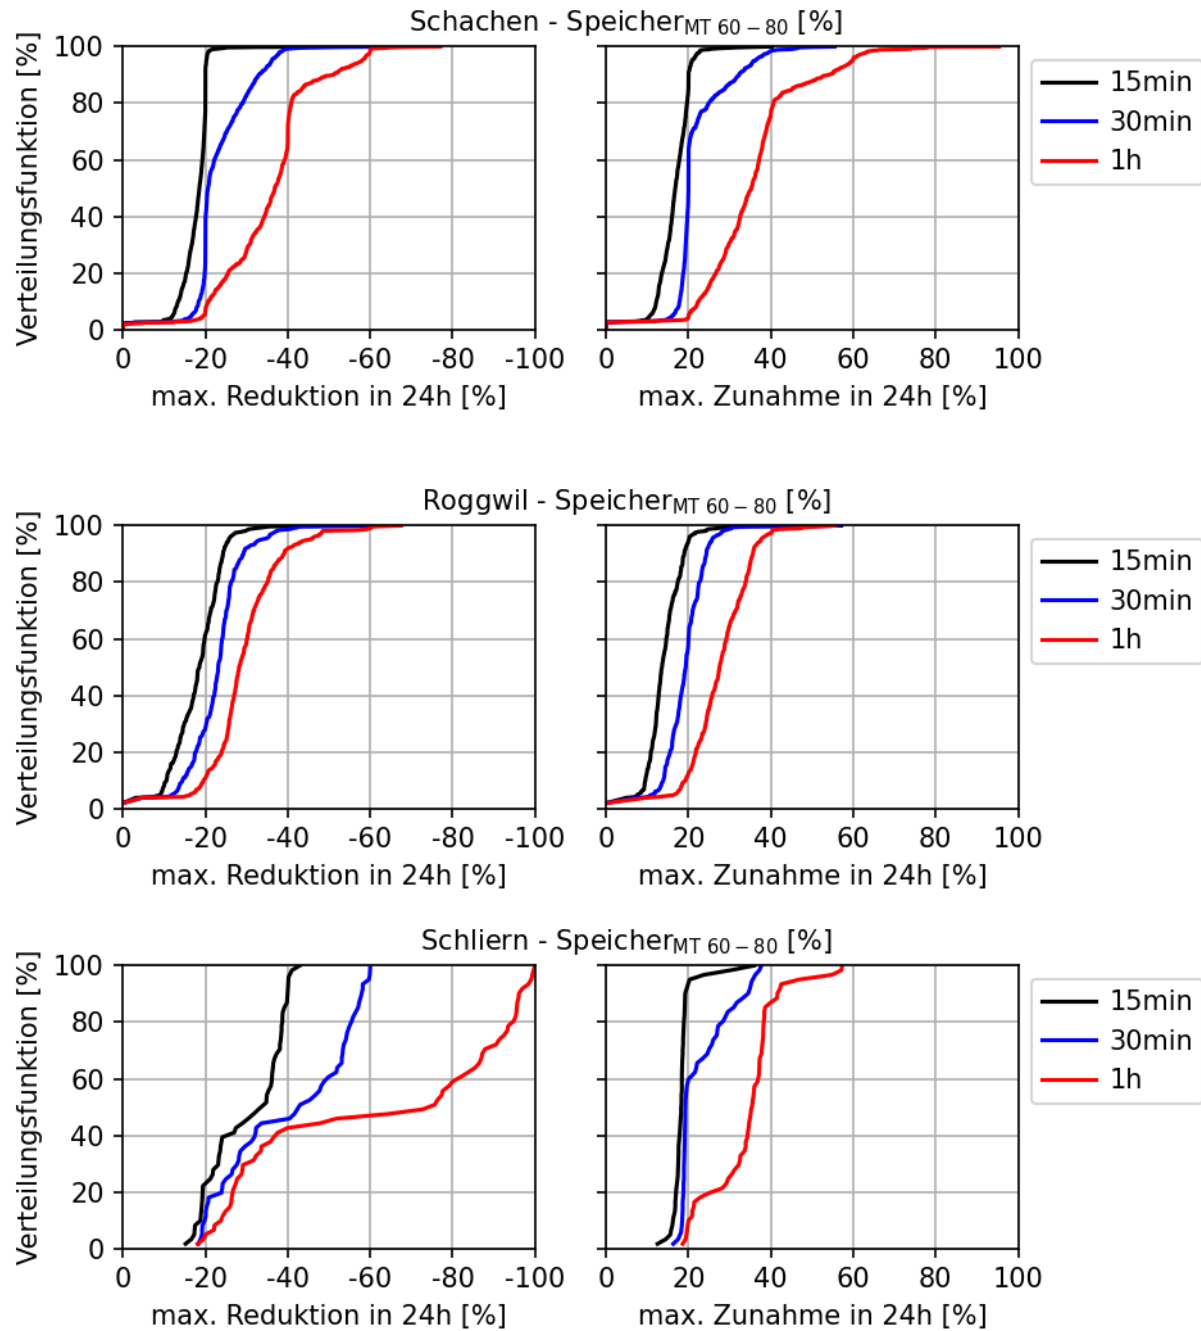 Schachen - Speicher MT 60 – 80 [%]
Verteilungsfunktion [%]
100
80
60
40
20
0
0 -20 -40 -60 -80 -100
max. Reduktion in 24h [%]
0 20 40 60 80 100
max. Zunahme in 24h [%]
15min
30min
1h
Roggwil - Speicher MT 60 – 80 [%]
Verteilungsfunktion [%]
100
80
60
40
20
0
0 -20 -40 -60 -80 -100
max. Reduktion in 24h [%]
0 20 40 60 80 100
max. Zunahme in 24h [%]
15min
30min
1h
Schliern - Speicher MT 60 – 80 [%]
Verteilungsfunktion [%]
100
80
60
40
20
0
0 -20 -40 -60 -80 -100
max. Reduktion in 24h [%]
0 20 40 60 80 100
max. Zunahme in 24h [%]
15min
30min
1h